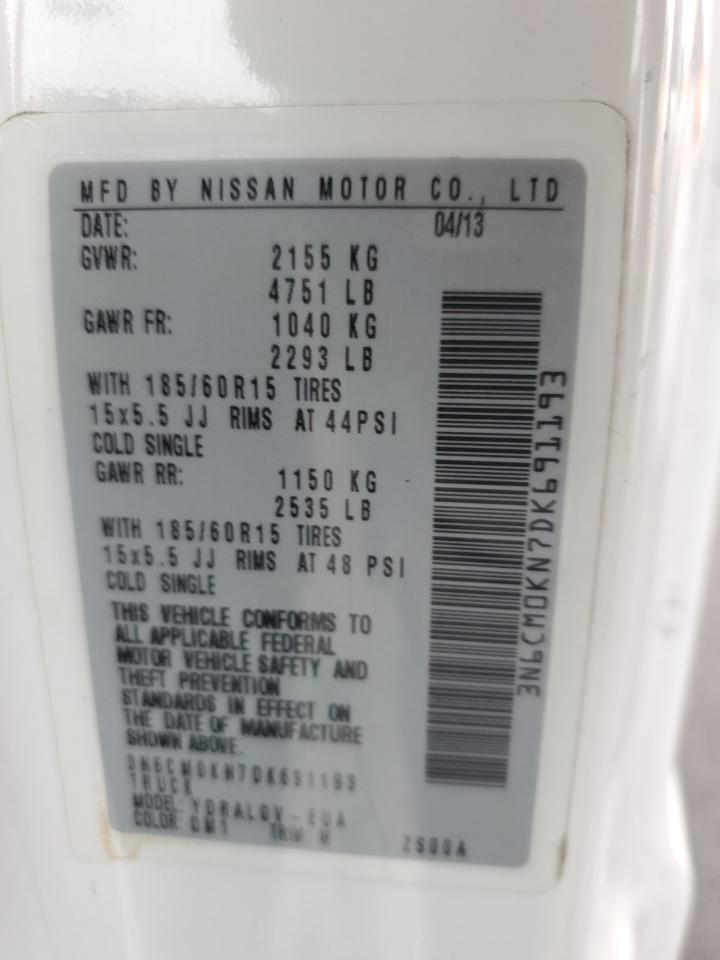 MFD BY NISSAN MOTOR CO., LTD
DATE: 04/13
GVWR: 2155 KG
4751 LB
GAWR FR: 1040 KG
2293 LB
WITH 185/60R15 TIRES
15x5.5 JJ RIMS AT 44PSI
COLD SINGLE
GAWR RR: 1150 KG
2535 LB
WITH 185/60R15 TIRES
15x5.5 JJ RIMS AT 48 PSI
COLD SINGLE
THIS VEHICLE CONFORMS TO
ALL APPLICABLE FEDERAL
MOTOR VEHICLE SAFETY AND
THEFT PREVENTION
STANDARDS IN EFFECT ON
THE DATE OF MANUFACTURE
SHOWN ABOVE.
3N6CM0KN7DK691193
TRUCK
MODEL:
COLOR: QM1 TRIM:
3N6CM0KN7DK691193